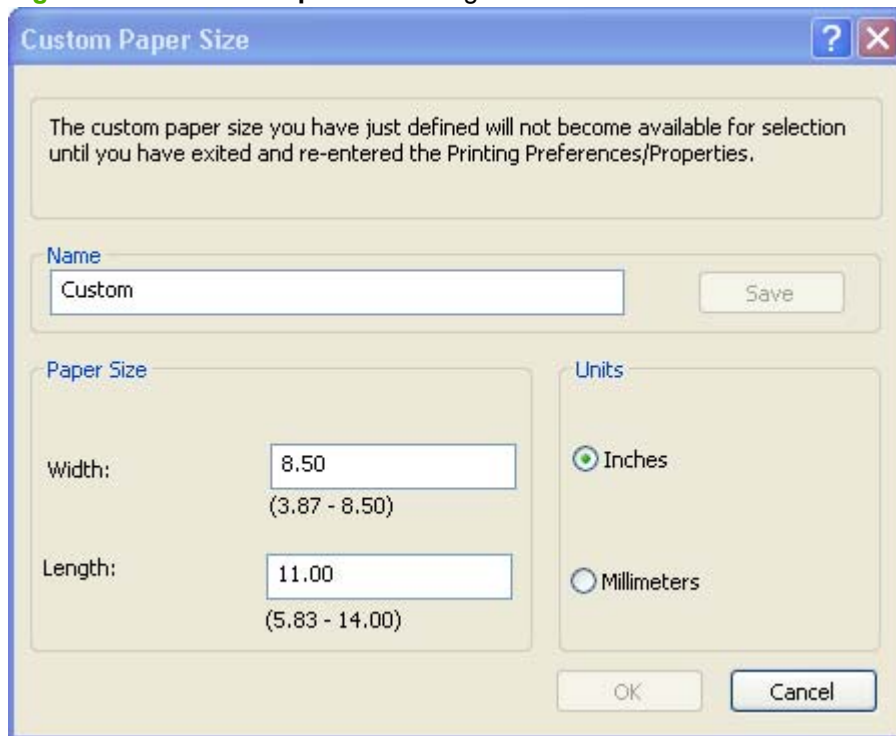 Custom Paper Size
The custom paper size you have just defined will not become available for selection
until you have exited and re-entered the Printing Preferences/Properties.
Name
Custom
Save
Paper Size
Width:
8.50
(3.87 - 8.50)
Length:
11.00
(5.83 - 14.00)
Units
Inches
Millimeters
OK
Cancel